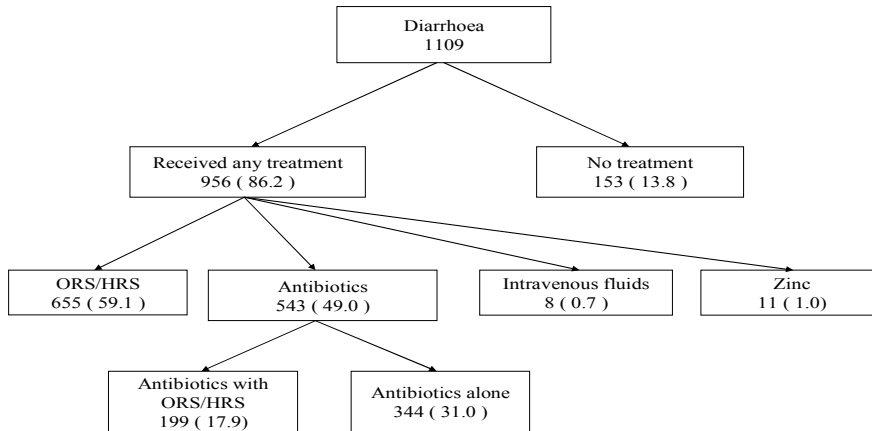 Diarrhoea
1109
Received any treatment
956 ( 86.2 )
No treatment
153 ( 13.8 )
ORS/HRS
655 ( 59.1 )
Antibiotics
543 ( 49.0 )
Intravenous fluids
8 ( 0.7 )
Zinc
11 ( 1.0)
Antibiotics with
ORS/HRS
199 ( 17.9)
Antibiotics alone
344 ( 31.0 )